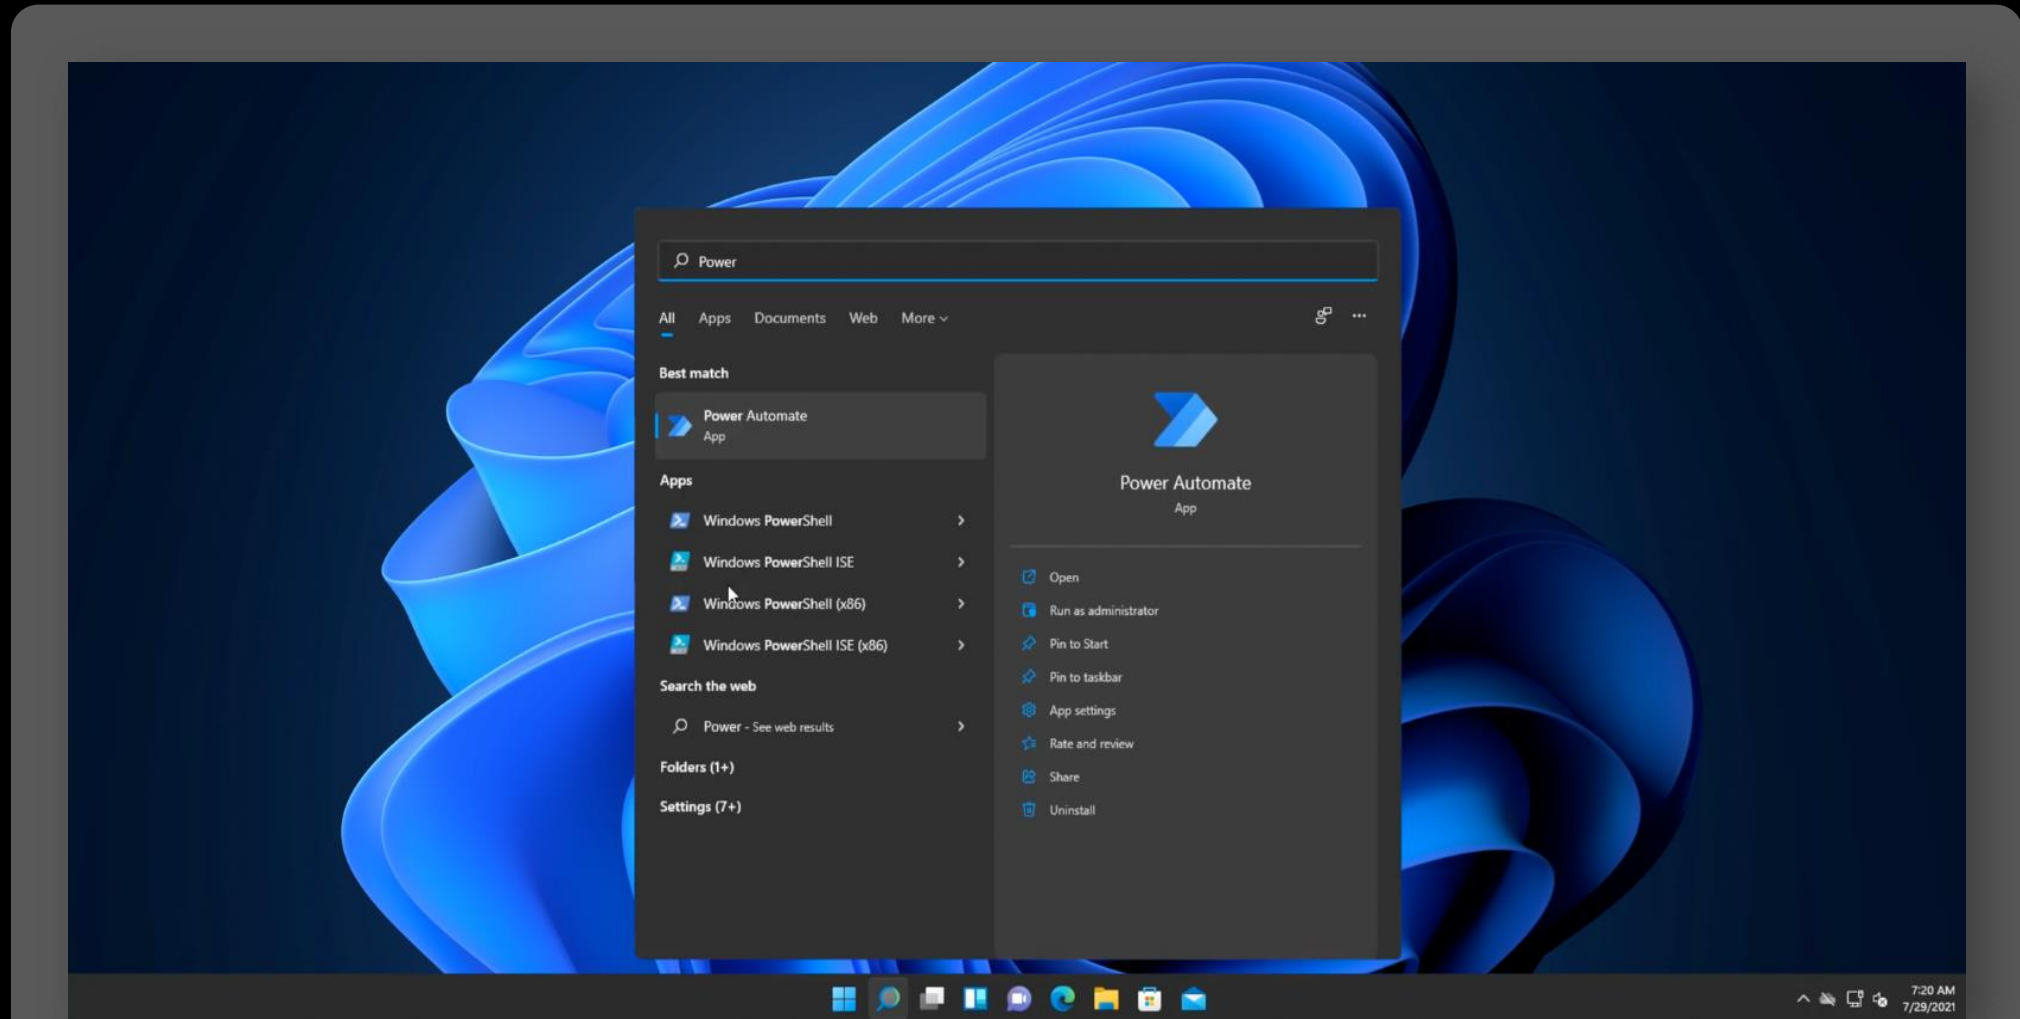 Power
All Apps Documents Web More
Best match
Power Automate
App
Apps
Windows PowerShell
Windows PowerShell ISE
Windows PowerShell (x86)
Windows PowerShell ISE (x86)
Search the web
Power - See web results
Folders (1+)
Settings (7+)
Power Automate
App
Open
Run as administrator
Pin to Start
Pin to taskbar
App settings
Rate and review
Share
Uninstall
7:20 AM
7/29/2021